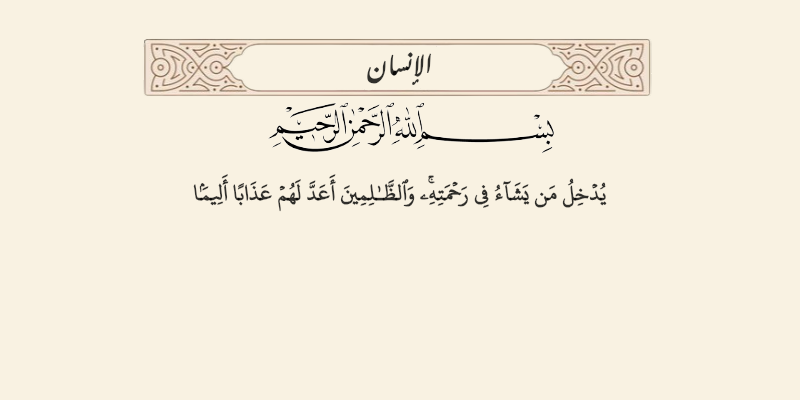 الإنسان
بِسْمِ ٱللَّهِ ٱلرَّحْمَٰنِ ٱلرَّحِيمِ
يُدْخِلُ مَن يَشَآءُ فِى رَحْمَتِهِۦۚ وَٱلظَّٰلِمِينَ أَعَدَّ لَهُمْ عَذَابًا أَلِيمًۢا